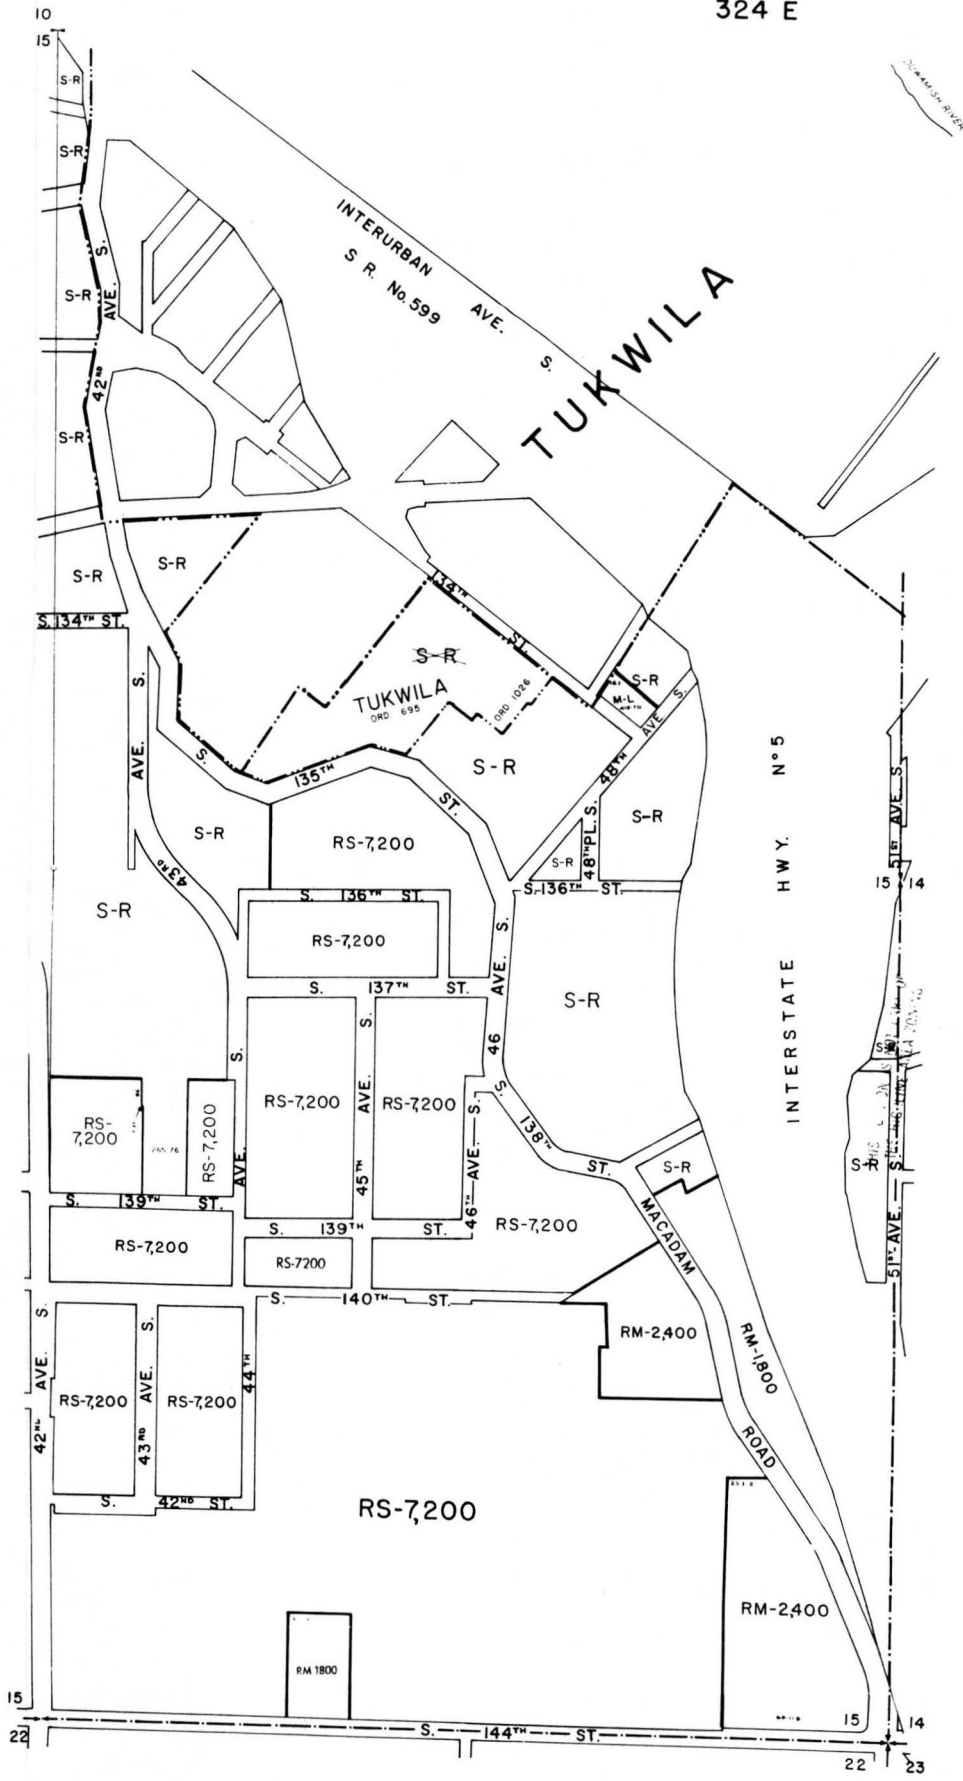 324 E
10
15
DUWAMISH RIVER
S-R
S-R
INTERURBAN AVE. S.
S R. No. 599
TUKWILA
42ND AVE. S.
S-R
S-R
S-R
S-R
S. 134TH ST.
134TH ST.
S-R
TUKWILA
ORD. 695
ORD 1026
S-R
M-L
48TH AVE S.
S-R
S-R
S-R
48TH PL. S.
AVE. S.
S. 135TH ST.
S-R
RS-7,200
43RD
S-R
INTERSTATE HWY. Nº 5
51ST AVE S.
15 14
S. 136TH ST.
S. 136TH ST.
RS-7,200
S. 137TH ST.
46 AVE. S.
S-R
AVE. S.
RS-7,200
45TH AVE. S.
RS-7,200
46TH AVE. S.
RS-7,200
RS-7,200
S. 138TH ST.
S-R
S. 139TH ST.
S. 139TH ST.
RS-7,200
RS-7,200
RS-7200
MACADAM ROAD
51ST AVE. S.
S. 140TH ST.
RM-2,400
RM-1,800
42ND AVE. S.
RS-7,200
43RD AVE. S.
RS-7,200
44TH
S. 42ND ST.
RS-7,200
RM-2,400
RM 1800
15
22
S. 144TH ST.
15 14
22 23